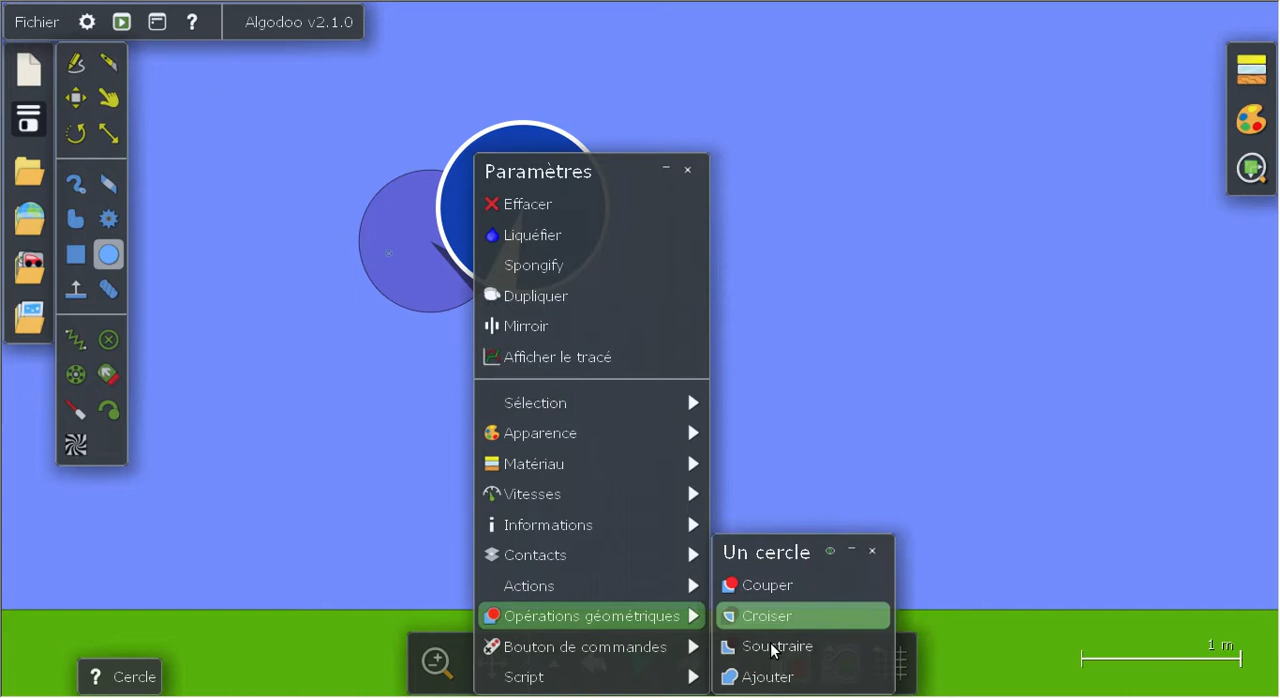 Fichier
?
Algodoo v2.1.0
Paramètres
Effacer
Liquéfier
Spongify
Dupliquer
Mirroir
Afficher le tracé
Sélection
Apparence
Matériau
Vitesses
Informations
Contacts
Actions
Opérations géométriques
Bouton de commandes
Script
Un cercle
Couper
Croiser
Soustraire
Ajouter
? Cercle
1 m